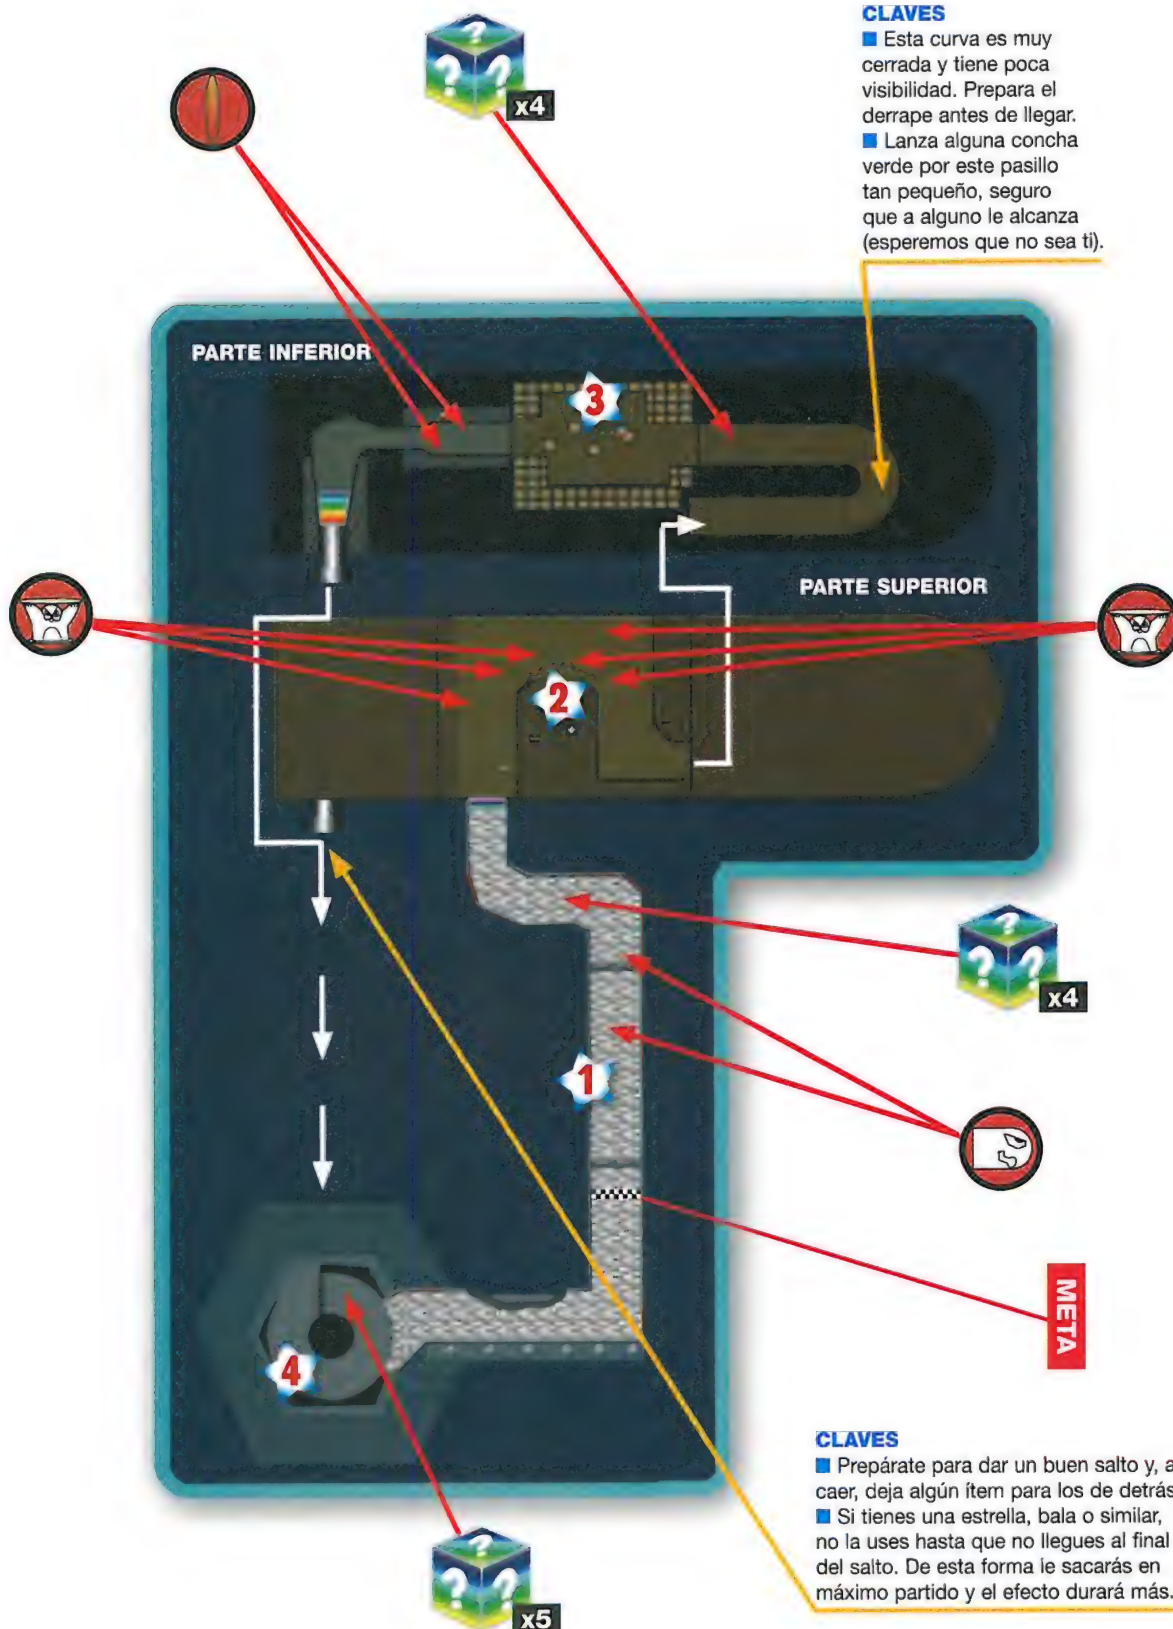 CLAVES
■ Esta curva es muy
cerrada y tiene poca
visibilidad. Prepara el
derrape antes de llegar.
■ Lanza alguna concha
verde por este pasillo
tan pequeño, seguro
que a alguno le alcanza
(esperemos que no sea ti).
? ? ?
x4
PARTE INFERIOR
3
PARTE SUPERIOR
2
? ? ?
x4
1
META
4
CLAVES
■ Prepárate para dar un buen salto y, a
caer, deja algún ítem para los de detrás
■ Si tienes una estrella, bala o similar,
no la uses hasta que no llegues al final
del salto. De esta forma le sacarás en
máximo partido y el efecto durará más.
? ? ?
x5